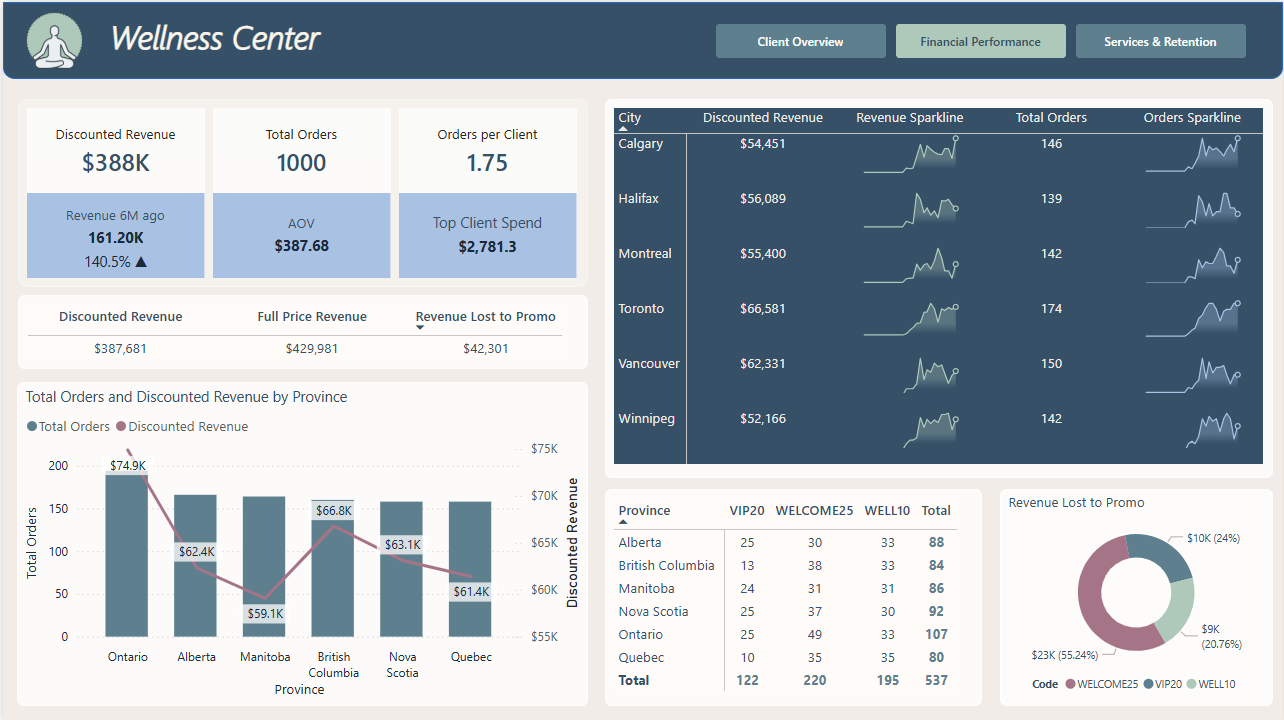 Wellness Center
Client Overview
Financial Performance
Services & Retention
Discounted Revenue
$388K
Total Orders
1000
Orders per Client
1.75
Revenue 6M ago
161.20K
140.5% ▲
AOV
$387.68
Top Client Spend
$2,781.3
Discounted Revenue Full Price Revenue Revenue Lost to Promo
$387,681 $429,981 $42,301
Total Orders and Discounted Revenue by Province
Total Orders Discounted Revenue
Total Orders
200
150
100
50
0
$74.9K
$62.4K
$59.1K
$66.8K
$63.1K
$61.4K
$75K
$70K
$65K
$60K
$55K
Discounted Revenue
Ontario
Alberta
Manitoba
British
Columbia
Nova
Scotia
Quebec
Province
City Discounted Revenue Revenue Sparkline Total Orders Orders Sparkline
Calgary $54,451 146
Halifax $56,089 139
Montreal $55,400 142
Toronto $66,581 174
Vancouver $62,331 150
Winnipeg $52,166 142
Province VIP20 WELCOME25 WELL10 Total
Alberta 25 30 33 88
British Columbia 13 38 33 84
Manitoba 24 31 31 86
Nova Scotia 25 37 30 92
Ontario 25 49 33 107
Quebec 10 35 35 80
Total 122 220 195 537
Revenue Lost to Promo
$10K (24%)
$9K
(20.76%)
$23K (55.24%)
Code WELCOME25 VIP20 WELL10